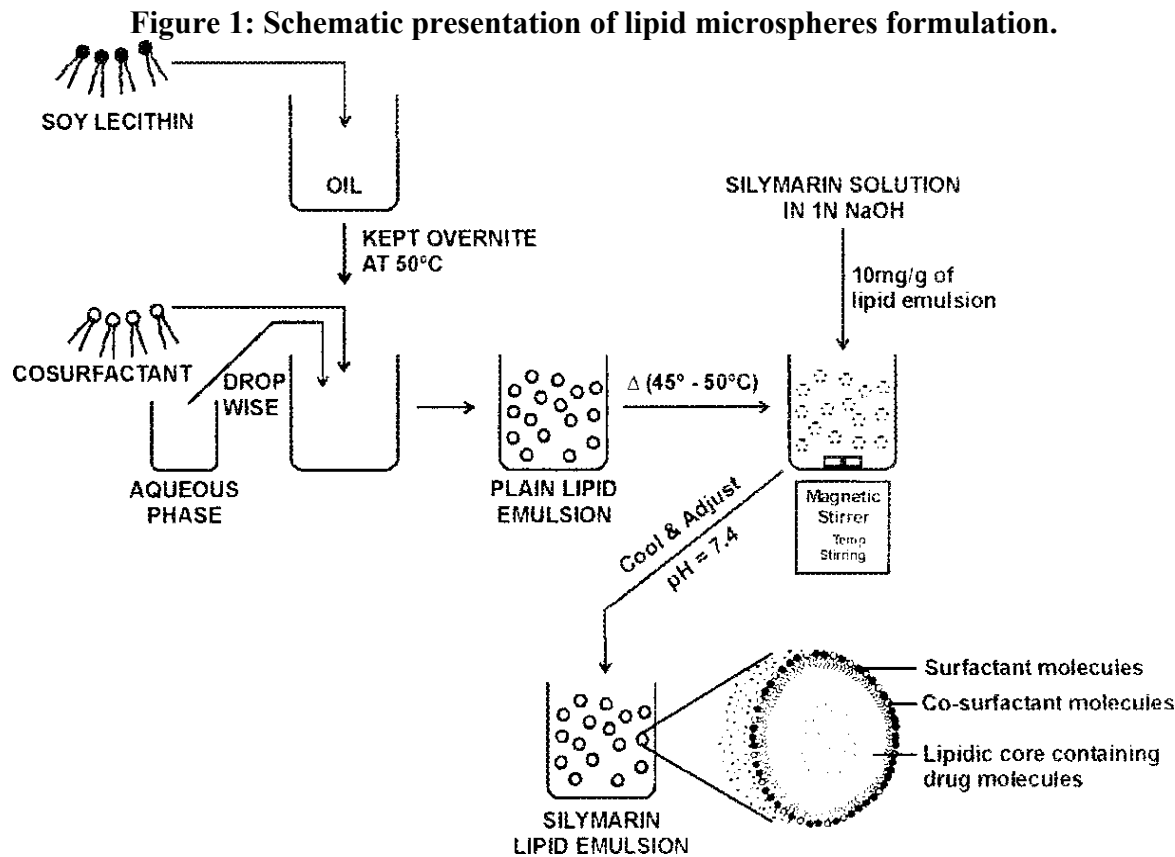 Figure 1: Schematic presentation of lipid microspheres formulation.
SOY LECITHIN
OIL
KEPT OVERNITE
AT 50°C
SILYMARIN SOLUTION
IN 1N NaOH
10mg/g of
lipid emulsion
COSURFACTANT
DROP
WISE
AQUEOUS
PHASE
PLAIN LIPID
EMULSION
Δ (45° - 50°C)
Magnetic
Stirrer
Temp
Stirring
Cool & Adjust
pH = 7.4
SILYMARIN
LIPID EMULSION
Surfactant molecules
Co-surfactant molecules
Lipidic core containing
drug molecules